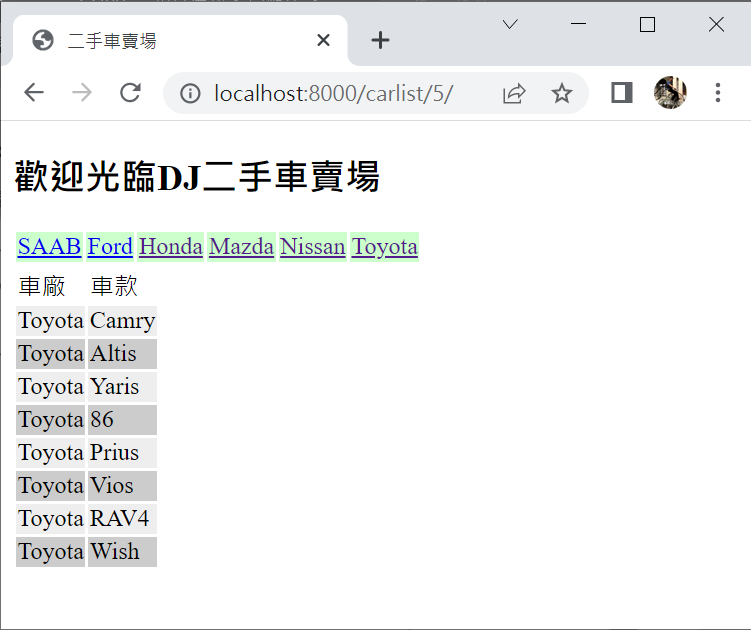 二手車賣場
localhost:8000/carlist/5/
歡迎光臨DJ二手車賣場
SAAB Ford Honda Mazda Nissan Toyota
車廠 車款
Toyota Camry
Toyota Altis
Toyota Yaris
Toyota 86
Toyota Prius
Toyota Vios
Toyota RAV4
Toyota Wish